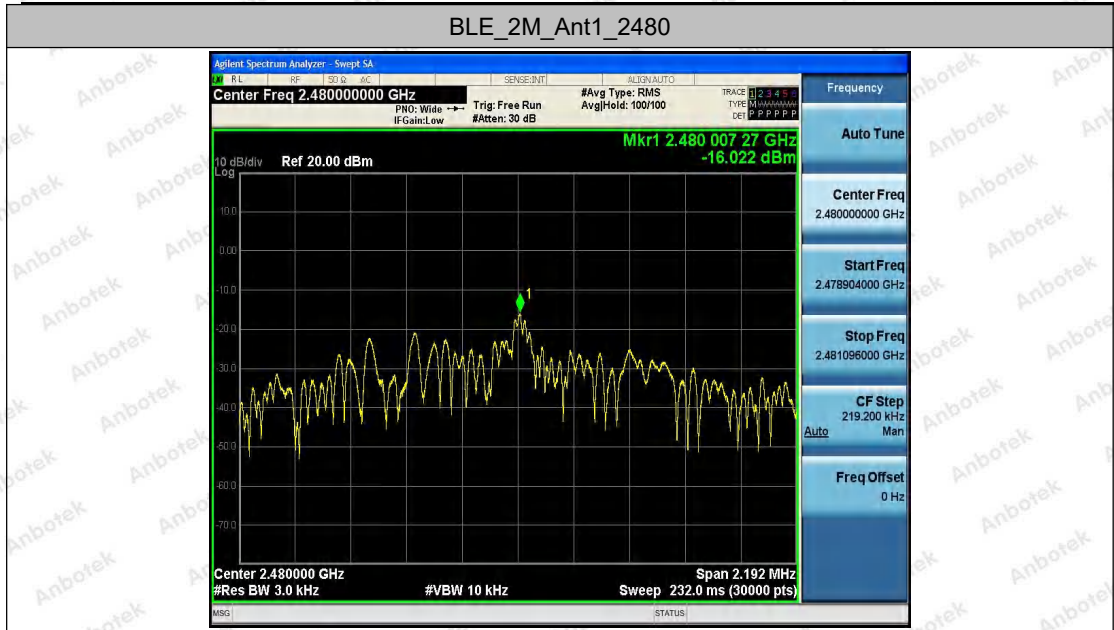 BLE_2M_Ant1_2480
Agilent Spectrum Analyzer - Swept SA
RL RF 50 Ω AC SENSE:INT ALIGN AUTO
Center Freq 2.480000000 GHz
PNO: Wide
IFGain:Low
Trig: Free Run
#Atten: 30 dB
#Avg Type: RMS
Avg|Hold: 100/100
TRACE 1 2 3 4 5 6
TYPE M
DET P P P P P P
Mkr1 2.480 007 27 GHz
-16.022 dBm
10 dB/div Ref 20.00 dBm
Log
10.0
0.00
-10.0
-20.0
-30.0
-40.0
-50.0
-60.0
-70.0
1
Center 2.480000 GHz Span 2.192 MHz
#Res BW 3.0 kHz #VBW 10 kHz Sweep 232.0 ms (30000 pts)
MSG STATUS
Frequency
Auto Tune
Center Freq
2.480000000 GHz
Start Freq
2.478904000 GHz
Stop Freq
2.481096000 GHz
CF Step
219.200 kHz
Auto Man
Freq Offset
0 Hz
Anbotek